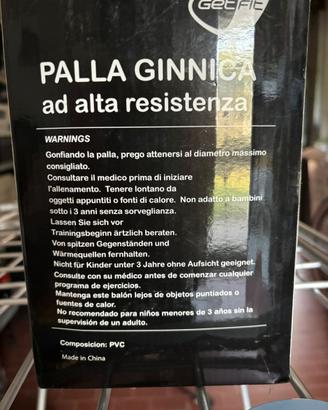 GetFit
PALLA GINNICA
ad alta resistenza
WARNINGS
Gonfiando la palla, prego attenersi al diametro massimo
consigliato.
Consultare il medico prima di iniziare
l'allenamento. Tenere lontano da
oggetti appuntiti o fonti di calore. Non adatto a bambini
sotto i 3 anni senza sorveglianza.
Lassen Sie sich vor
Trainingsbeginn ärtzlich beraten.
Von spitzen Gegenständen und
Wärmequellen fernhalten.
Nicht für Kinder unter 3 Jahre ohne Aufsicht geeignet.
Consulte con su médico antes de comenzar cualquier
programa de ejercicios.
Mantenga este balón lejos de objetos puntiados o
fuentes de calor.
No recomendado para niños menores de 3 años sin la
supervisión de un adulto.
Composicion: PVC
Made in China